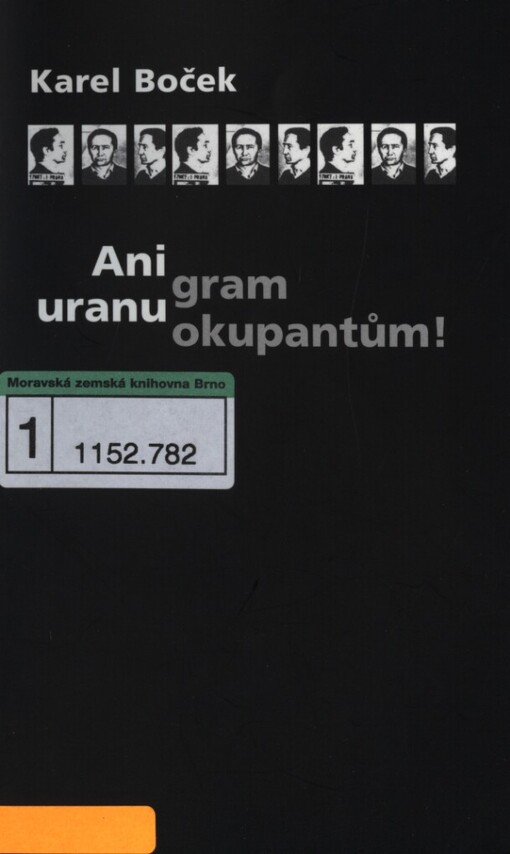 Karel Boček
Ani gram
uranu okupantům!
Moravská zemská knihovna Brno
1
1152.782